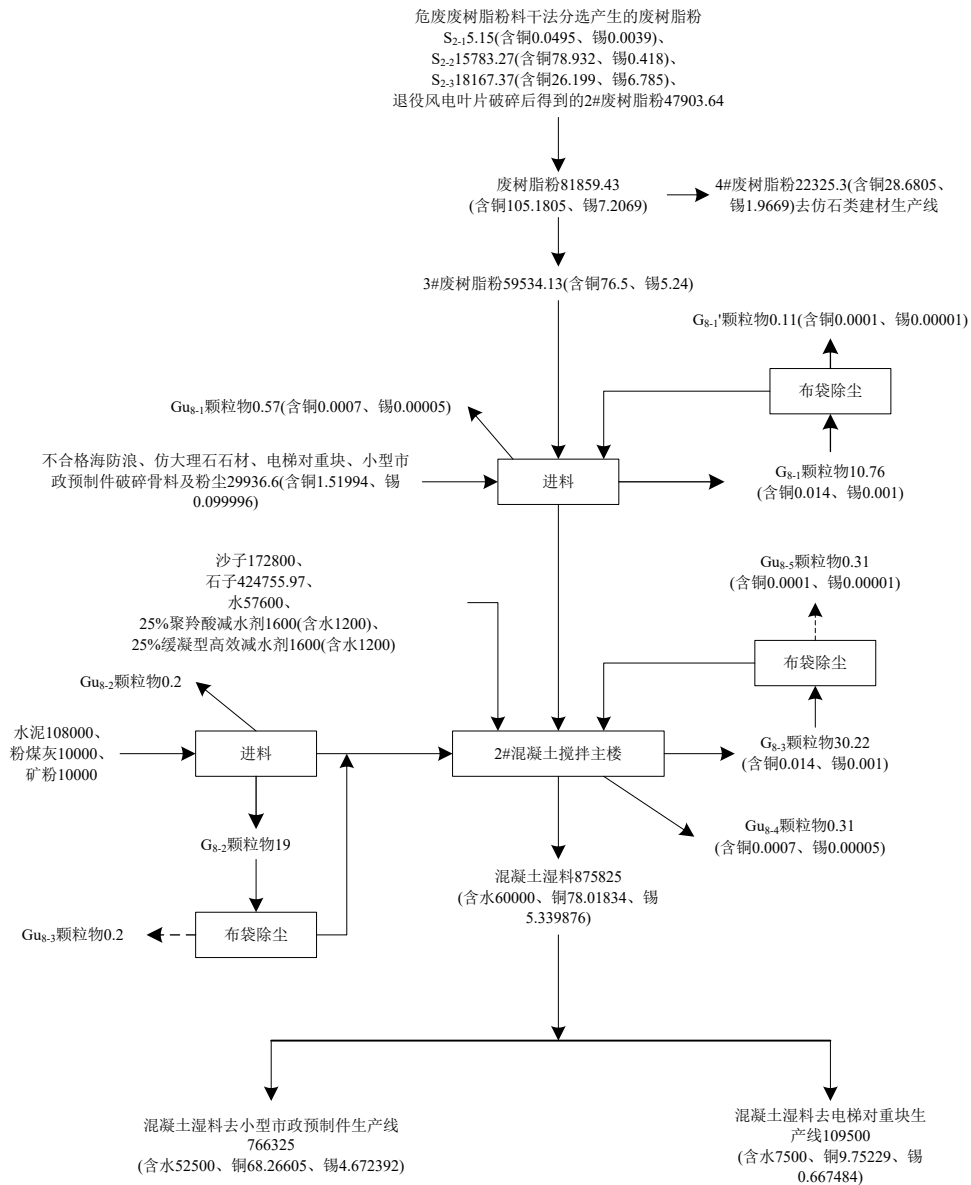 危废废树脂粉料干法分选产生的废树脂粉
S2-15.15(含铜0.0495、锡0.0039)、
S2-215783.27(含铜78.932、锡0.418)、
S2-318167.37(含铜26.199、锡6.785)、
退役风电叶片破碎后得到的2#废树脂粉47903.64
废树脂粉81859.43
(含铜105.1805、锡7.2069)
4#废树脂粉22325.3(含铜28.6805、
锡1.9669)去仿石类建材生产线
3#废树脂粉59534.13(含铜76.5、锡5.24)
G8-1'颗粒物0.11(含铜0.0001、锡0.00001)
布袋除尘
Gu8-1颗粒物0.57(含铜0.0007、锡0.00005)
不合格海防浪、仿大理石石材、电梯对重块、小型市
政预制件破碎骨料及粉尘29936.6(含铜1.51994、锡
0.099996)
进料
G8-1颗粒物10.76
(含铜0.014、锡0.001)
沙子172800、
石子424755.97、
水57600、
25%聚羚酸减水剂1600(含水1200)、
25%缓凝型高效减水剂1600(含水1200)
Gu8-5颗粒物0.31
(含铜0.0001、锡0.00001)
布袋除尘
Gu8-2颗粒物0.2
水泥108000、
粉煤灰10000、
矿粉10000
进料
2#混凝土搅拌主楼
G8-3颗粒物30.22
(含铜0.014、锡0.001)
G8-2颗粒物19
Gu8-4颗粒物0.31
(含铜0.0007、锡0.00005)
混凝土湿料875825
(含水60000、铜78.01834、锡
5.339876)
Gu8-3颗粒物0.2
布袋除尘
混凝土湿料去小型市政预制件生产线
766325
(含水52500、铜68.26605、锡4.672392)
混凝土湿料去电梯对重块生
产线109500
(含水7500、铜9.75229、锡
0.667484)